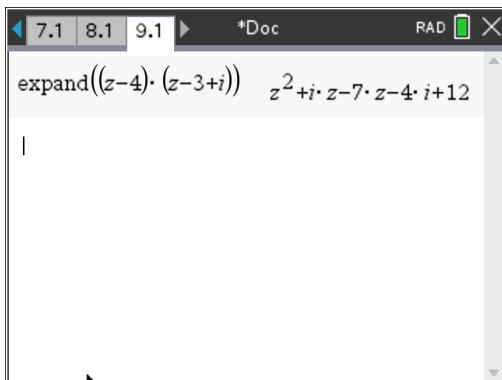 7.1 8.1 9.1 *Doc RAD
expand((z−4)·(z−3+i)) z²+i·z−7·z−4·i+12